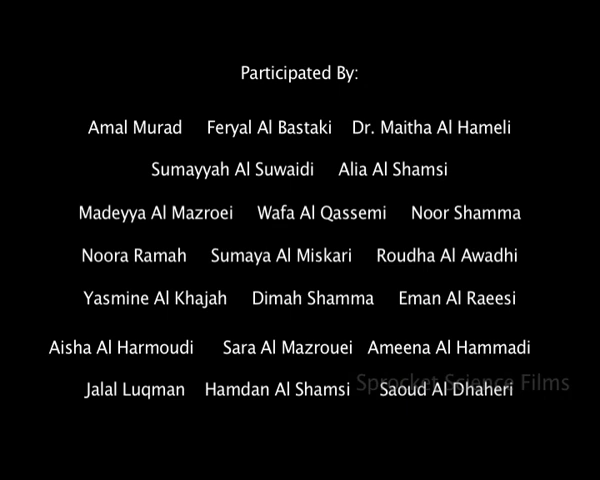 Participated By:
Amal Murad Feryal Al Bastaki Dr. Maitha Al Hameli
Sumayyah Al Suwaidi Alia Al Shamsi
Madeyya Al Mazroei Wafa Al Qassemi Noor Shamma
Noora Ramah Sumaya Al Miskari Roudha Al Awadhi
Yasmine Al Khajah Dimah Shamma Eman Al Raeesi
Aisha Al Harmoudi Sara Al Mazrouei Ameena Al Hammadi
Jalal Luqman Hamdan Al Shamsi Saoud Al Dhaheri
Sprocket Science Films